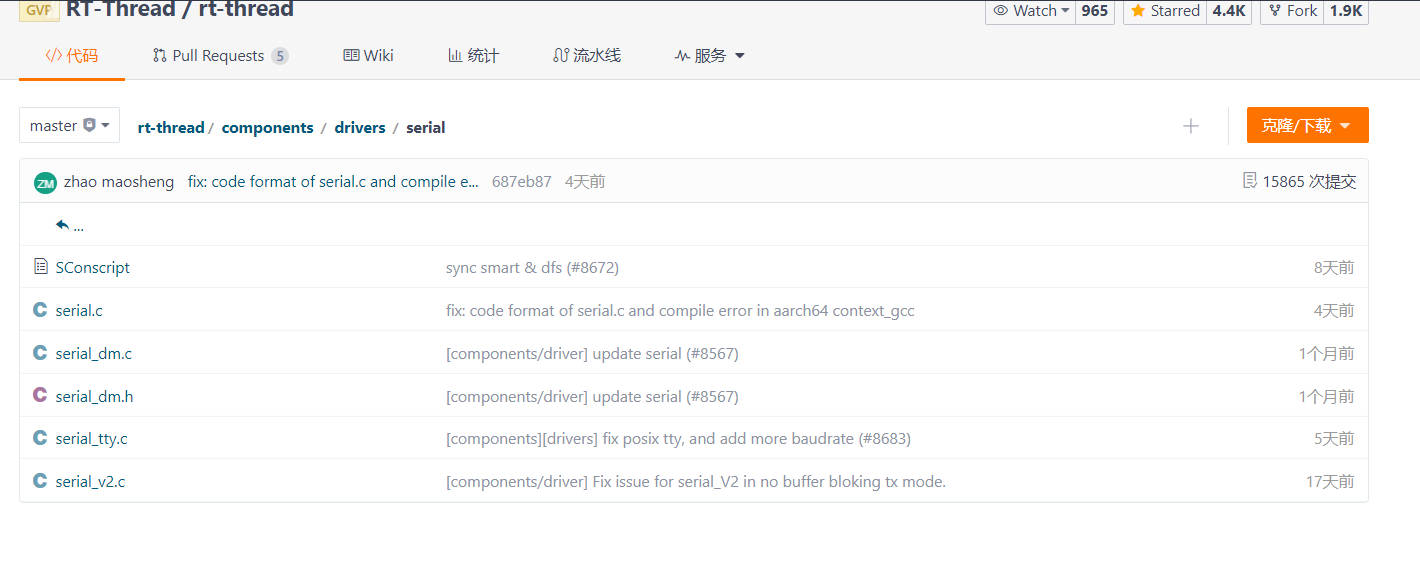 GVP RT-Thread / rt-thread Watch 965 Starred 4.4K Fork 1.9K
</> 代码 Pull Requests 5 Wiki 统计 流水线 服务
master rt-thread / components / drivers / serial 克隆/下载
ZM zhao maosheng fix: code format of serial.c and compile e... 687eb87 4天前 15865 次提交
...
SConscript sync smart & dfs (#8672) 8天前
C serial.c fix: code format of serial.c and compile error in aarch64 context_gcc 4天前
C serial_dm.c [components/driver] update serial (#8567) 1个月前
C serial_dm.h [components/driver] update serial (#8567) 1个月前
C serial_tty.c [components][drivers] fix posix tty, and add more baudrate (#8683) 5天前
C serial_v2.c [components/driver] Fix issue for serial_V2 in no buffer bloking tx mode. 17天前